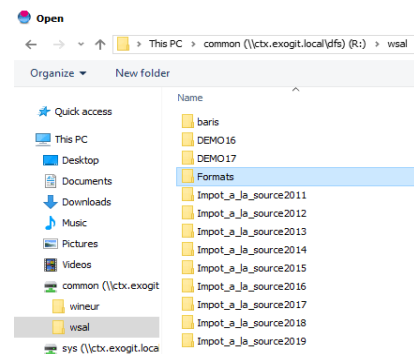 Open
This PC > common (\\ctx.exogit.local\dfs) (R:) > wsal
Organize
New folder
Quick access
This PC
Desktop
Documents
Downloads
Music
Pictures
Videos
common (\\ctx.exogit
wineur
wsal
sys (\\ctx.exogit.loca
Name
baris
DEMO16
DEMO17
Formats
Impot_a_la_source2011
Impot_a_la_source2012
Impot_a_la_source2013
Impot_a_la_source2014
Impot_a_la_source2015
Impot_a_la_source2016
Impot_a_la_source2017
Impot_a_la_source2018
Impot_a_la_source2019